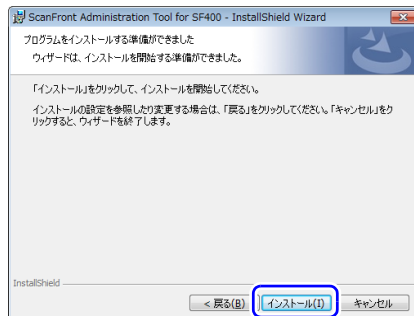 ScanFront Administration Tool for SF400 - InstallShield Wizard
プログラムをインストールする準備ができました
ウィザードは、インストールを開始する準備ができました。
「インストール」をクリックして、インストールを開始してください。
インストールの設定を参照したり変更する場合は、「戻る」をクリックしてください。「キャンセル」をク
リックすると、ウィザードを終了します。
InstallShield
< 戻る(B)
インストール(I)
キャンセル